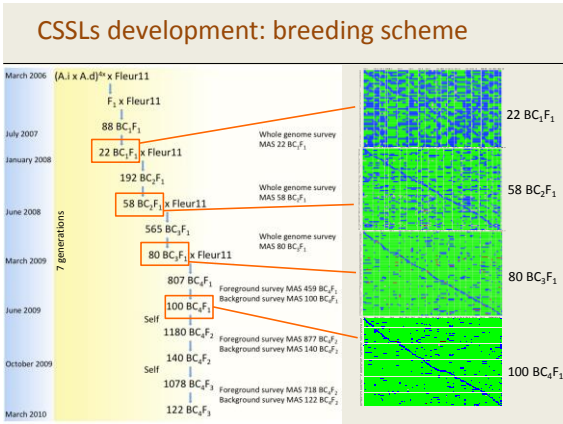 CSSLs development: breeding scheme
March 2006
(A.i x A.d)⁴ˣ x Fleur11
F₁ x Fleur11
July 2007
88 BC₁F₁
Whole genome survey
MAS 22 BC₁F₁
January 2008
22 BC₁F₁ x Fleur11
192 BC₂F₁
Whole genome survey
MAS 58 BC₂F₁
June 2008
58 BC₂F₁ x Fleur11
565 BC₃F₁
Whole genome survey
MAS 80 BC₃F₁
March 2009
80 BC₃F₁ x Fleur11
7 generations
807 BC₄F₁
Foreground survey MAS 459 BC₄F₁
Background survey MAS 100 BC₄F₁
June 2009
100 BC₄F₁
Self
1180 BC₄F₂
Foreground survey MAS 877 BC₄F₂
Background survey MAS 140 BC₄F₂
October 2009
140 BC₄F₂
Self
1078 BC₄F₃
Foreground survey MAS 718 BC₄F₂
Background survey MAS 122 BC₄F₂
March 2010
122 BC₄F₃
22 BC₁F₁
58 BC₂F₁
80 BC₃F₁
100 BC₄F₁